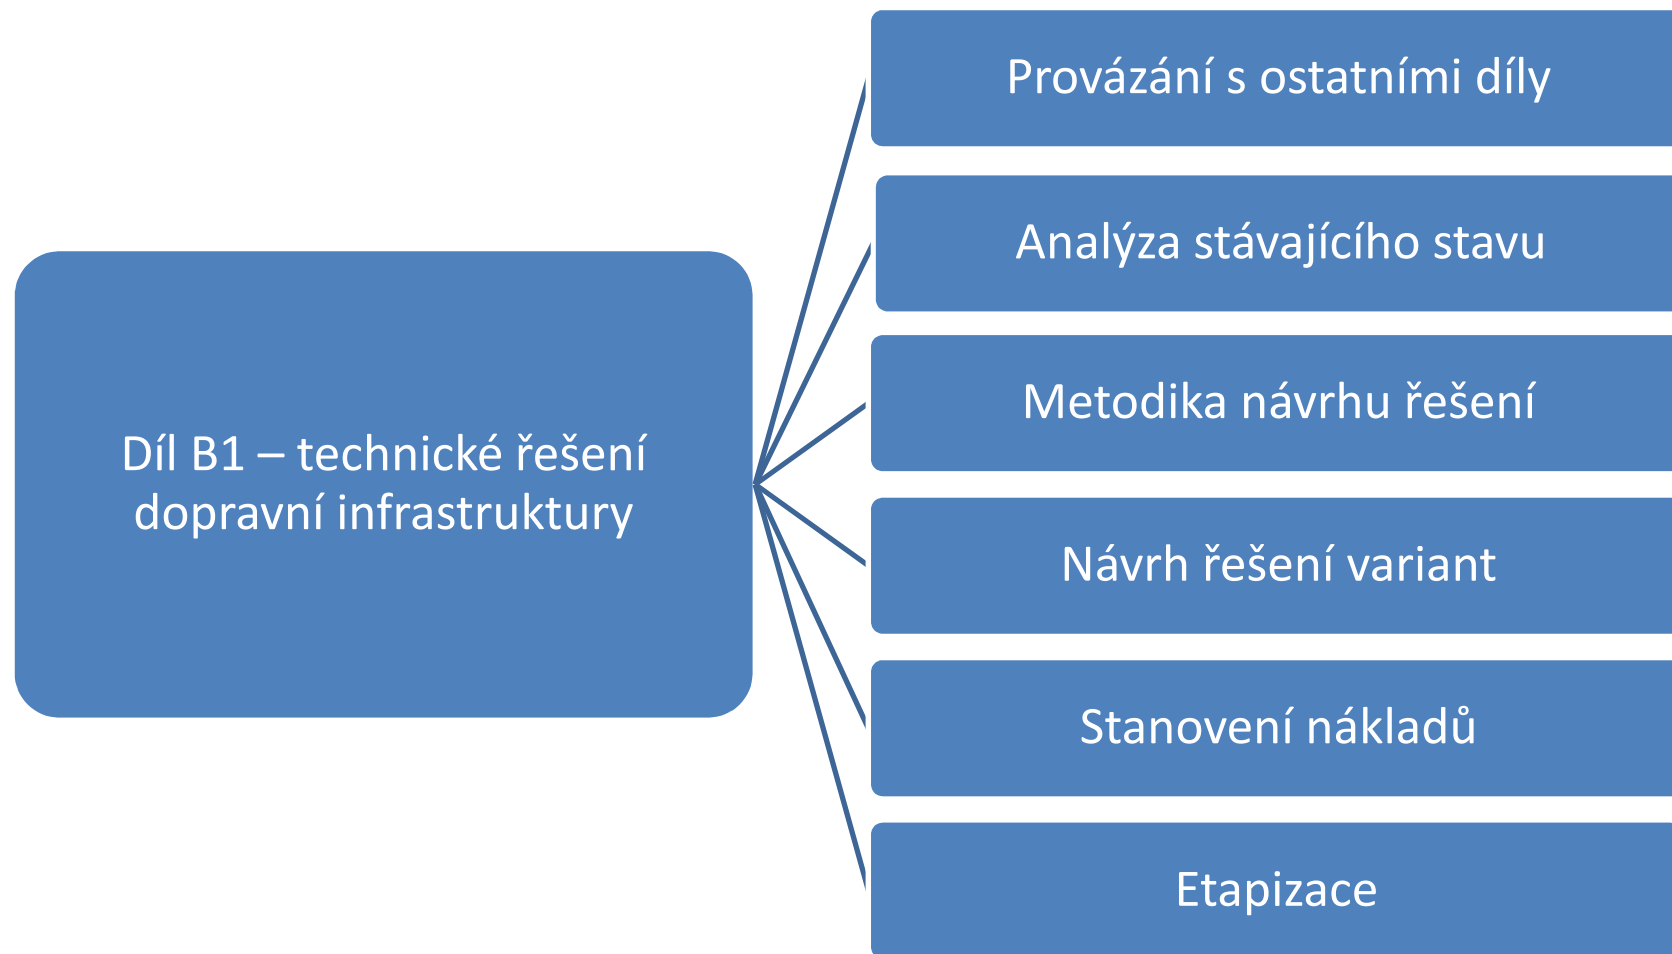 Díl B1 – technické řešení
dopravní infrastruktury
Provázání s ostatními díly
Analýza stávajícího stavu
Metodika návrhu řešení
Návrh řešení variant
Stanovení nákladů
Etapizace